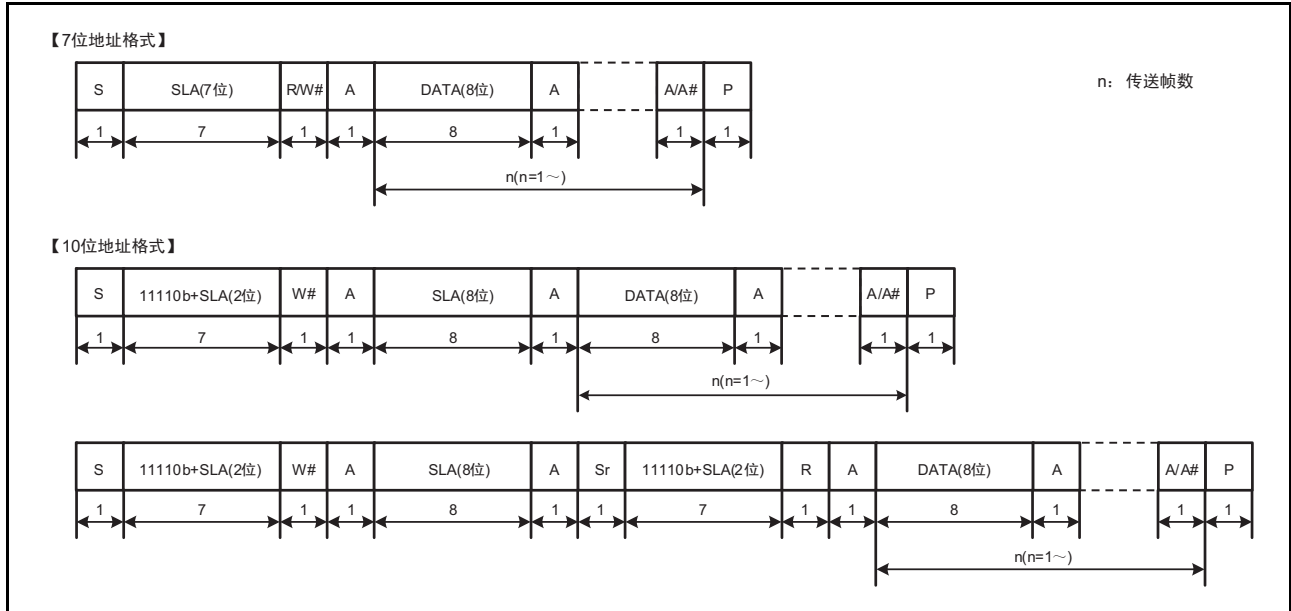 【7位地址格式】
S SLA(7位) R/W# A DATA(8位) A A/A# P
n：传送帧数
1 7 1 1 8 1 1 1
n(n=1～)
【10位地址格式】
S 11110b+SLA(2位) W# A SLA(8位) A DATA(8位) A A/A# P
1 7 1 1 8 1 8 1 1 1
n(n=1～)
S 11110b+SLA(2位) W# A SLA(8位) A Sr 11110b+SLA(2位) R A DATA(8位) A A/A# P
1 7 1 1 8 1 1 7 1 1 8 1 1 1
n(n=1～)